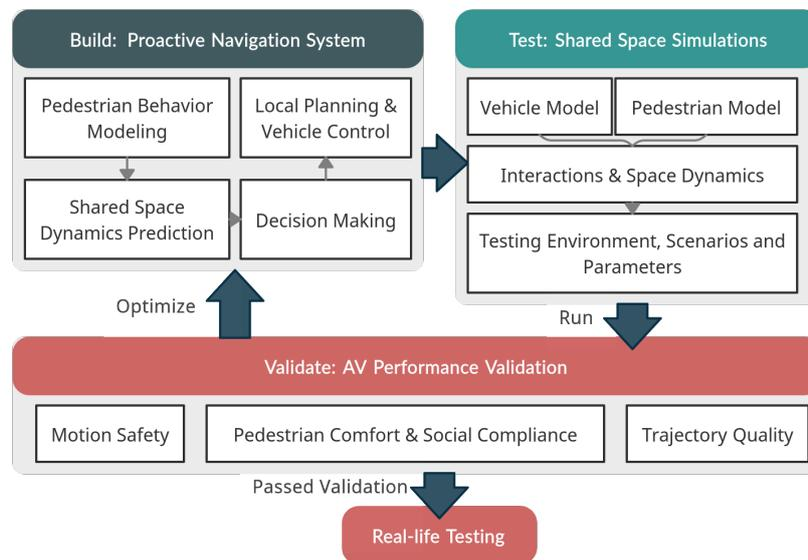 Build: Proactive Navigation System
Pedestrian Behavior
Modeling
Local Planning &
Vehicle Control
Shared Space
Dynamics Prediction
Decision Making
Test: Shared Space Simulations
Vehicle Model
Pedestrian Model
Interactions & Space Dynamics
Testing Environment, Scenarios and
Parameters
Optimize
Run
Validate: AV Performance Validation
Motion Safety
Pedestrian Comfort & Social Compliance
Trajectory Quality
Passed Validation
Real-life Testing